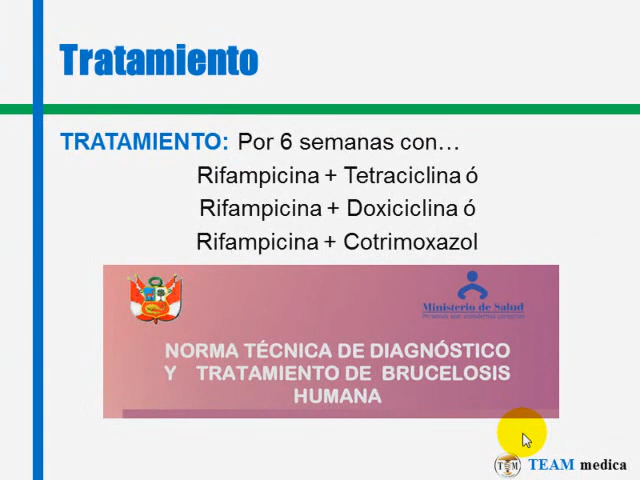 Tratamiento
TRATAMIENTO: Por 6 semanas con…
Rifampicina + Tetraciclina ó
Rifampicina + Doxiciclina ó
Rifampicina + Cotrimoxazol
Ministerio de Salud
NORMA TÉCNICA DE DIAGNÓSTICO
Y TRATAMIENTO DE BRUCELOSIS
HUMANA
TEAM medica